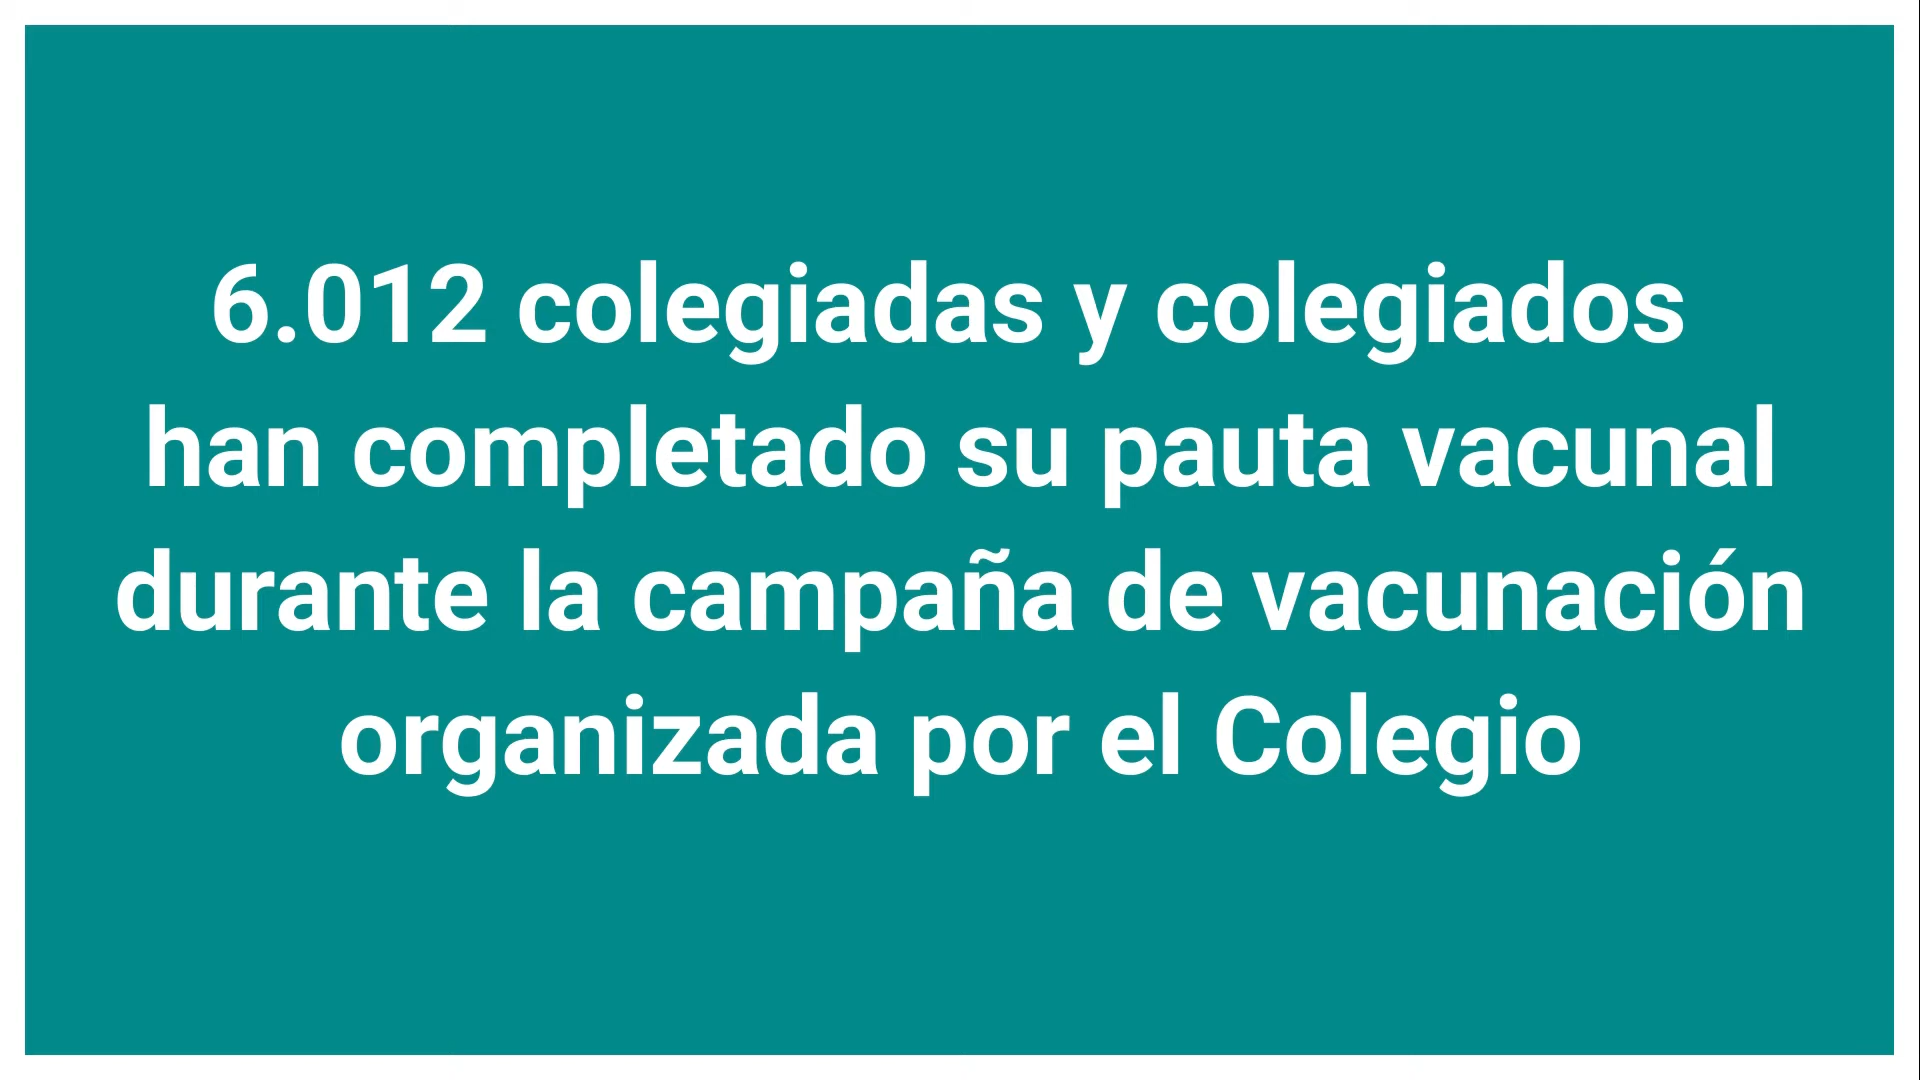 6.012 colegiadas y colegiados
han completado su pauta vacunal
durante la campaña de vacunación
organizada por el Colegio